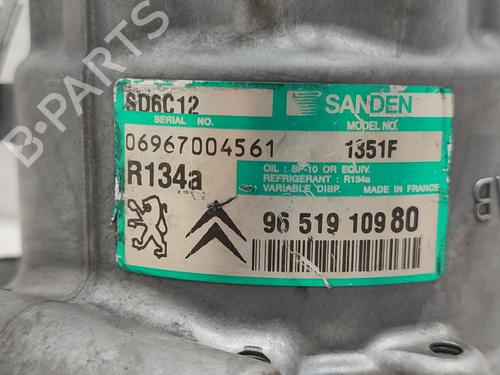 SD6C12
SANDEN
SERIAL NO.
MODEL NO.
06967004561
1351F
R134a
OIL : SP-10 OR EQUIV.
REFRIGERANT : R134a
VARIABLE DISP. MADE IN FRANCE
96 519 109 80